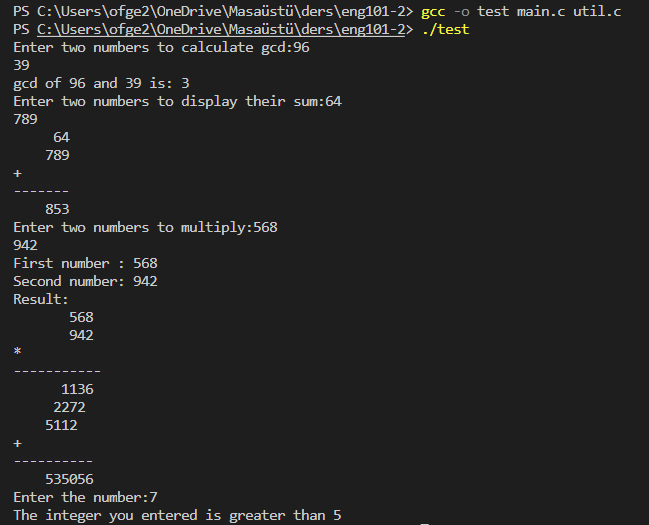 PS C:\Users\ofge2\OneDrive\Masaüstü\ders\eng101-2> gcc -o test main.c util.c
PS C:\Users\ofge2\OneDrive\Masaüstü\ders\eng101-2> ./test
Enter two numbers to calculate gcd:96
39
gcd of 96 and 39 is: 3
Enter two numbers to display their sum:64
789
     64
    789
+
-------
    853
Enter two numbers to multiply:568
942
First number : 568
Second number: 942
Result:
       568
       942
*
-----------
      1136
     2272
    5112
+
----------
    535056
Enter the number:7
The integer you entered is greater than 5